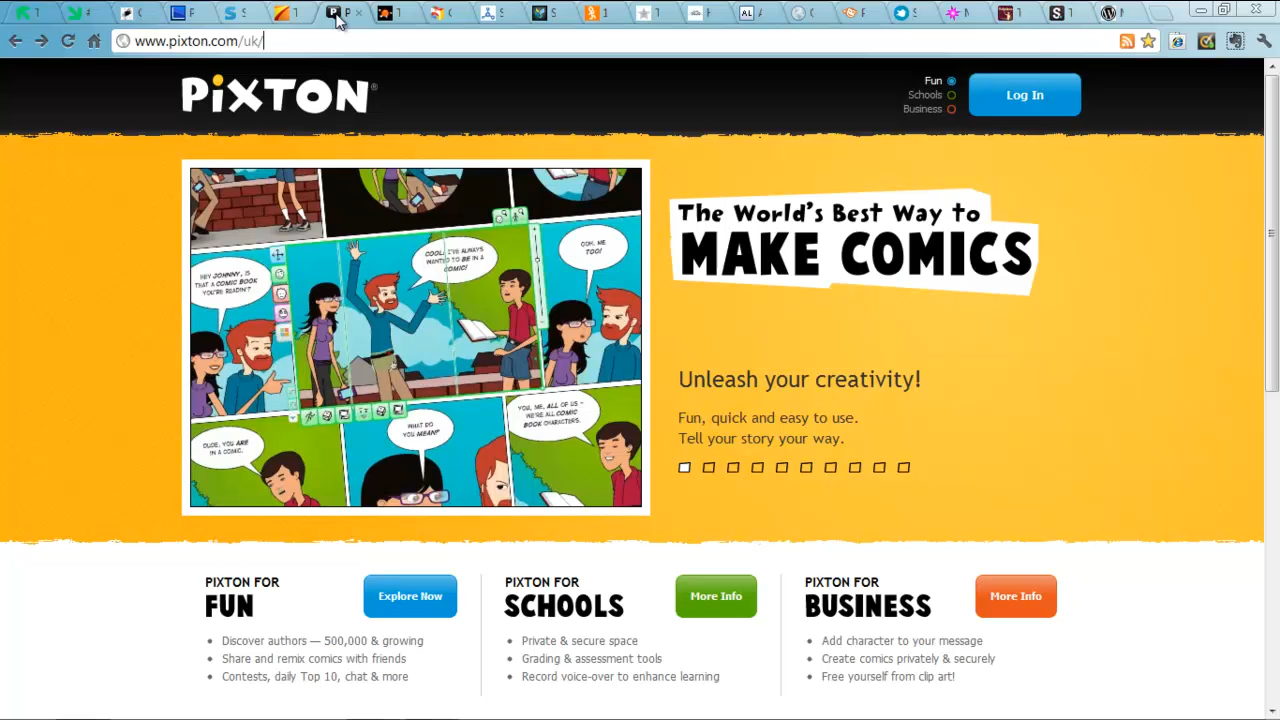 www.pixton.com/uk/
PiXTON®
Fun
Schools
Business
Log In
HEY JOHNNY, IS
THAT A COMIC BOOK
YOU'RE READIN'?
COOL! I'VE ALWAYS
WANTED TO BE IN A
COMIC!
OOH, ME
TOO!
DUDE, YOU ARE
IN A COMIC.
WHAT DO
YOU MEAN?
YOU, ME, ALL OF US –
WE'RE ALL COMIC
BOOK CHARACTERS.
The World's Best Way to
MAKE COMICS
Unleash your creativity!
Fun, quick and easy to use.
Tell your story your way.
PIXTON FOR
FUN
Explore Now
• Discover authors — 500,000 & growing
• Share and remix comics with friends
• Contests, daily Top 10, chat & more
PIXTON FOR
SCHOOLS
More Info
• Private & secure space
• Grading & assessment tools
• Record voice-over to enhance learning
PIXTON FOR
BUSINESS
More Info
• Add character to your message
• Create comics privately & securely
• Free yourself from clip art!